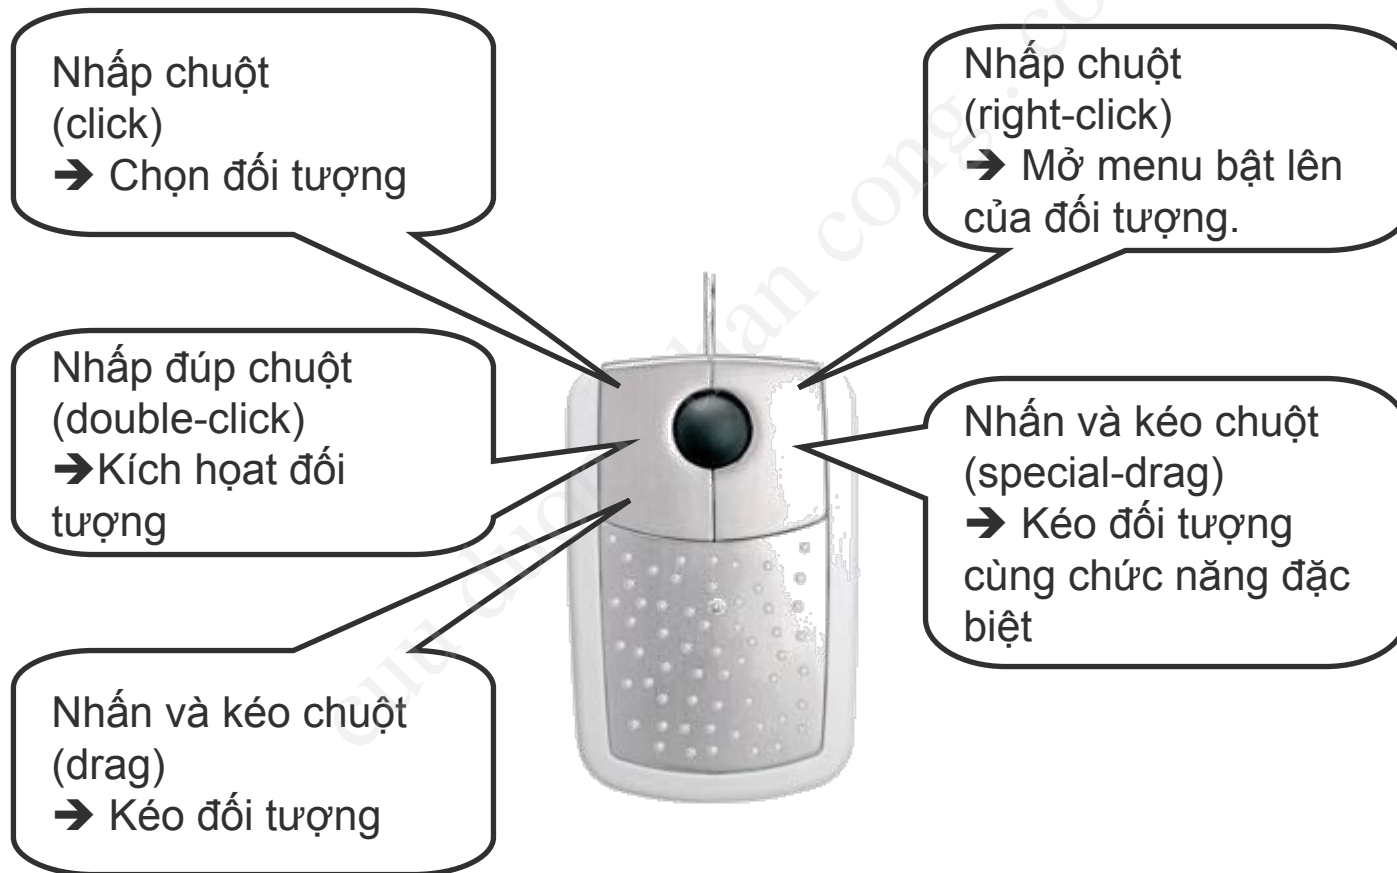 Nhấp chuột
(click)
➔ Chọn đối tượng
Nhấp chuột
(right-click)
➔ Mở menu bật lên
của đối tượng.
Nhấp đúp chuột
(double-click)
➔Kích họat đối
tượng
Nhấn và kéo chuột
(special-drag)
➔ Kéo đối tượng
cùng chức năng đặc
biệt
Nhấn và kéo chuột
(drag)
➔ Kéo đối tượng